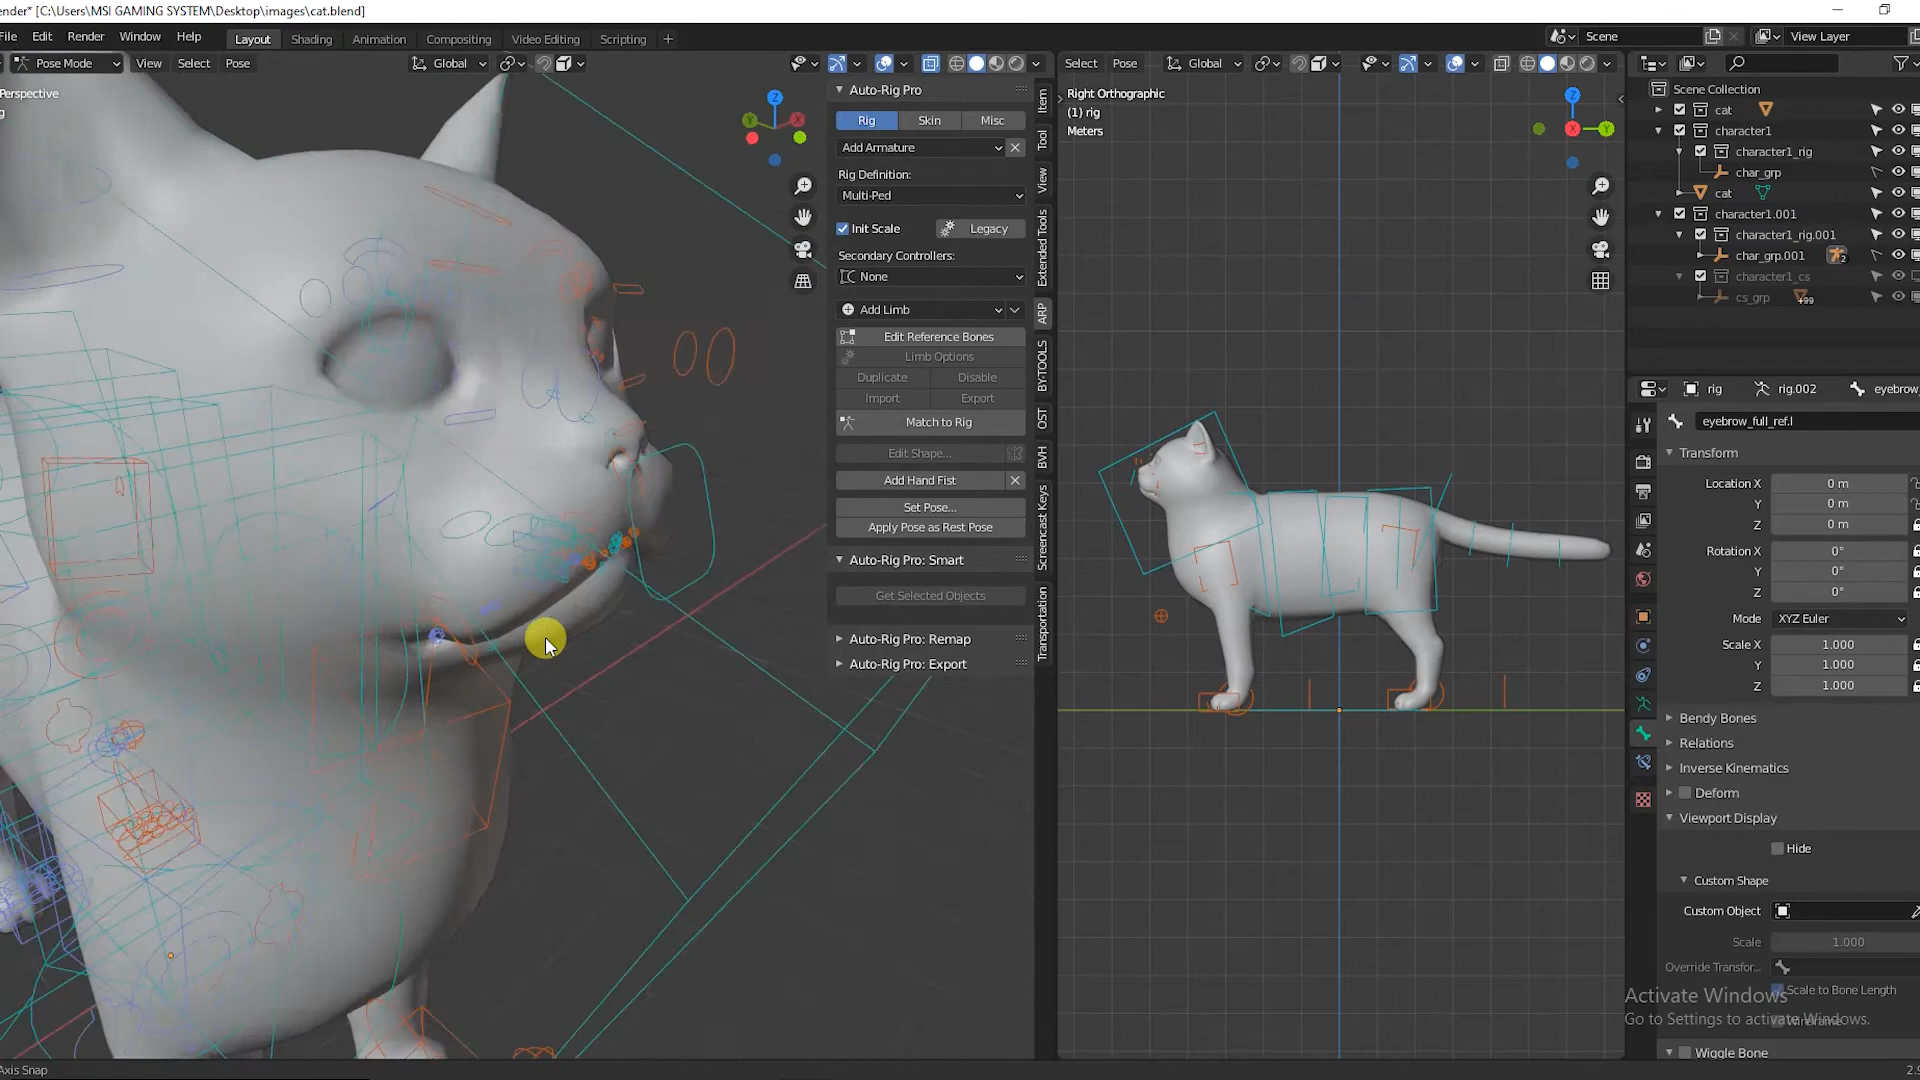 ender* [C:\Users\MSI GAMING SYSTEM\Desktop\images\cat.blend]
File Edit Render Window Help Layout Shading Animation Compositing Video Editing Scripting + Scene View Layer
Pose Mode View Select Pose Global Select Pose Global
Perspective
Auto-Rig Pro
Rig Skin Misc
Add Armature
Rig Definition:
Multi-Ped
Init Scale Legacy
Secondary Controllers:
None
Add Limb
Edit Reference Bones
Limb Options
Duplicate Disable
Import Export
Match to Rig
Edit Shape...
Add Hand Fist
Set Pose...
Apply Pose as Rest Pose
Auto-Rig Pro: Smart
Get Selected Objects
Auto-Rig Pro: Remap
Auto-Rig Pro: Export
Item
Tool
View
Extended Tools
ARP
BY-TOOLS
OST
BVH
Screencast Keys
Transportation
Right Orthographic
(1) rig
Meters
Scene Collection
cat
character1
character1_rig
char_grp
cat
character1.001
character1_rig.001
char_grp.001 2
character1_cs
cs_grp +99
rig rig.002 eyebrow
eyebrow_full_ref.l
Transform
Location X 0 m
Y 0 m
Z 0 m
Rotation X 0°
Y 0°
Z 0°
Mode XYZ Euler
Scale X 1.000
Y 1.000
Z 1.000
Bendy Bones
Relations
Inverse Kinematics
Deform
Viewport Display
Hide
Custom Shape
Custom Object
Scale 1.000
Override Transfor...
Scale to Bone Length
Wireframe
Activate Windows
Go to Settings to activate Windows.
Wiggle Bone
Axis Snap 2.9